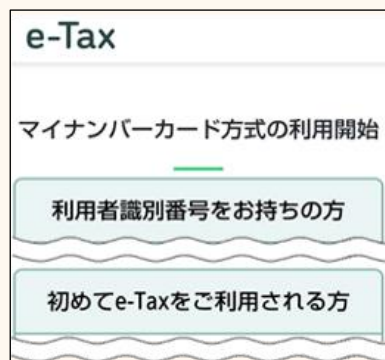 e-Tax
マイナンバーカード方式の利用開始
利用者識別番号をお持ちの方
初めてe-Taxをご利用される方